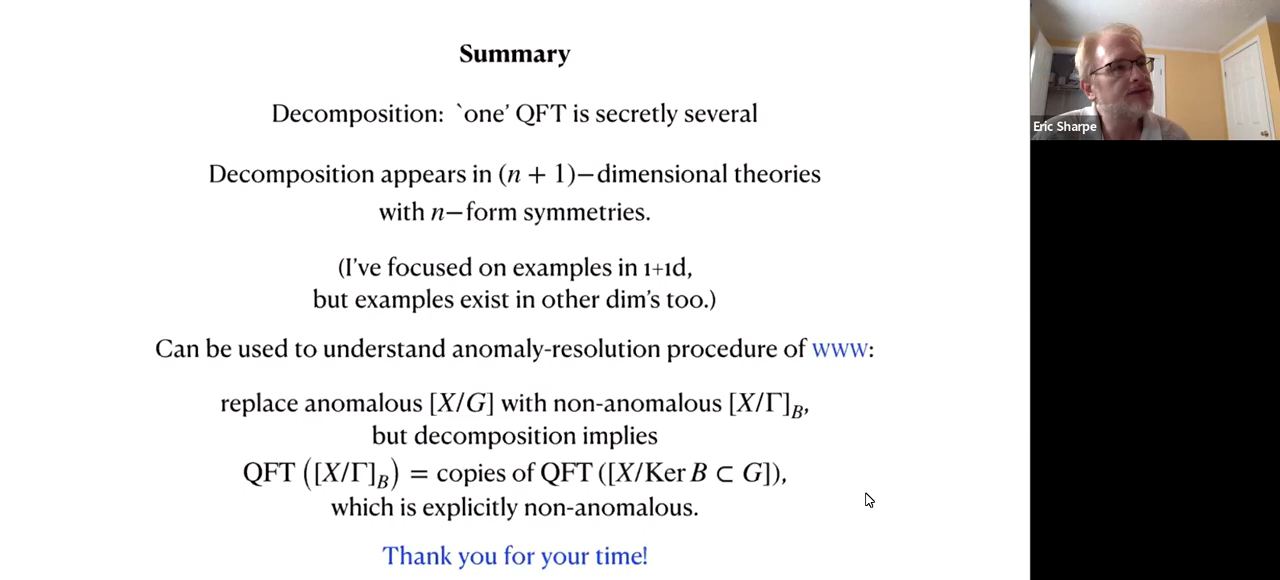 Summary
Decomposition: `one' QFT is secretly several
Decomposition appears in (n + 1)−dimensional theories
with n−form symmetries.
(I've focused on examples in 1+1d,
but examples exist in other dim's too.)
Can be used to understand anomaly-resolution procedure of WWW:
replace anomalous [X/G] with non-anomalous [X/Γ]_B,
but decomposition implies
QFT ([X/Γ]_B) = copies of QFT ([X/Ker B ⊂ G]),
which is explicitly non-anomalous.
Thank you for your time!
Eric Sharpe